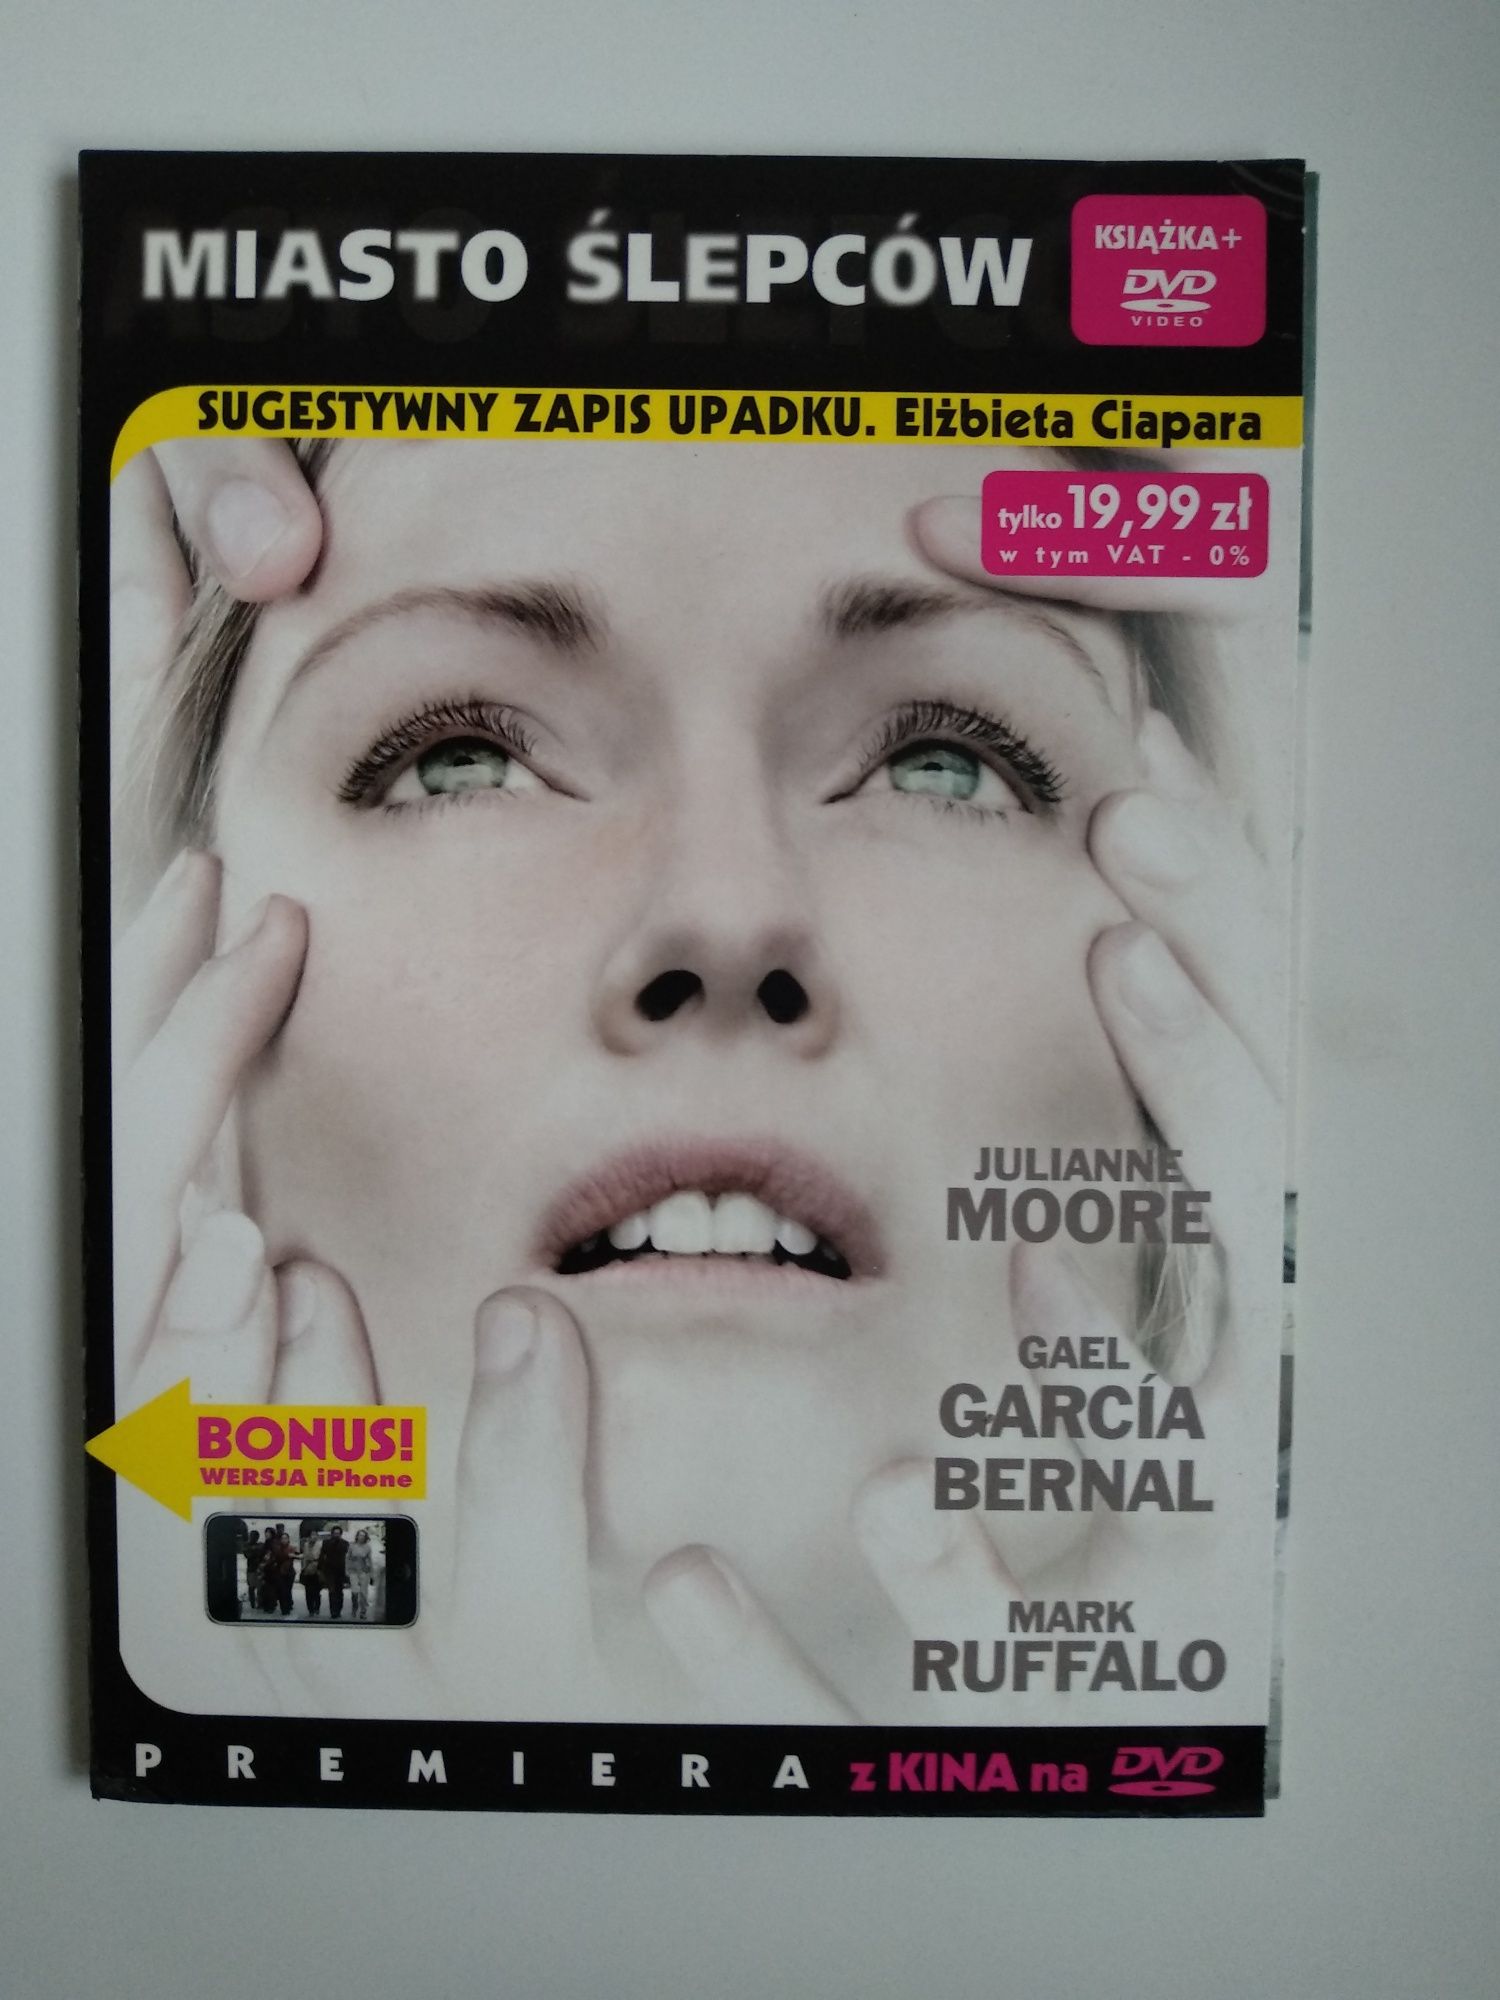 MIASTO ŚLEPCÓW
KSIĄŻKA+
DVD
VIDEO
SUGESTYWNY ZAPIS UPADKU. Elżbieta Ciapara
tylko 19,99 zł
w tym VAT - 0%
JULIANNE
MOORE
GAEL
GARCÍA
BERNAL
BONUS!
WERSJA iPhone
MARK
RUFFALO
PREMIERA z KINA na DVD